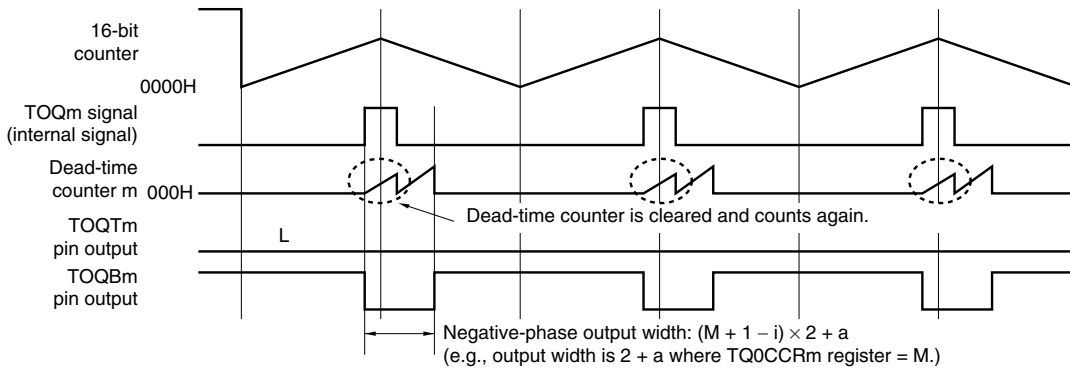 16-bit
counter
0000H
TOQm signal
(internal signal)
Dead-time
counter m 000H
Dead-time counter is cleared and counts again.
TOQTm
pin output
L
TOQBm
pin output
Negative-phase output width: (M + 1 – i) × 2 + a
(e.g., output width is 2 + a where TQ0CCRm register = M.)